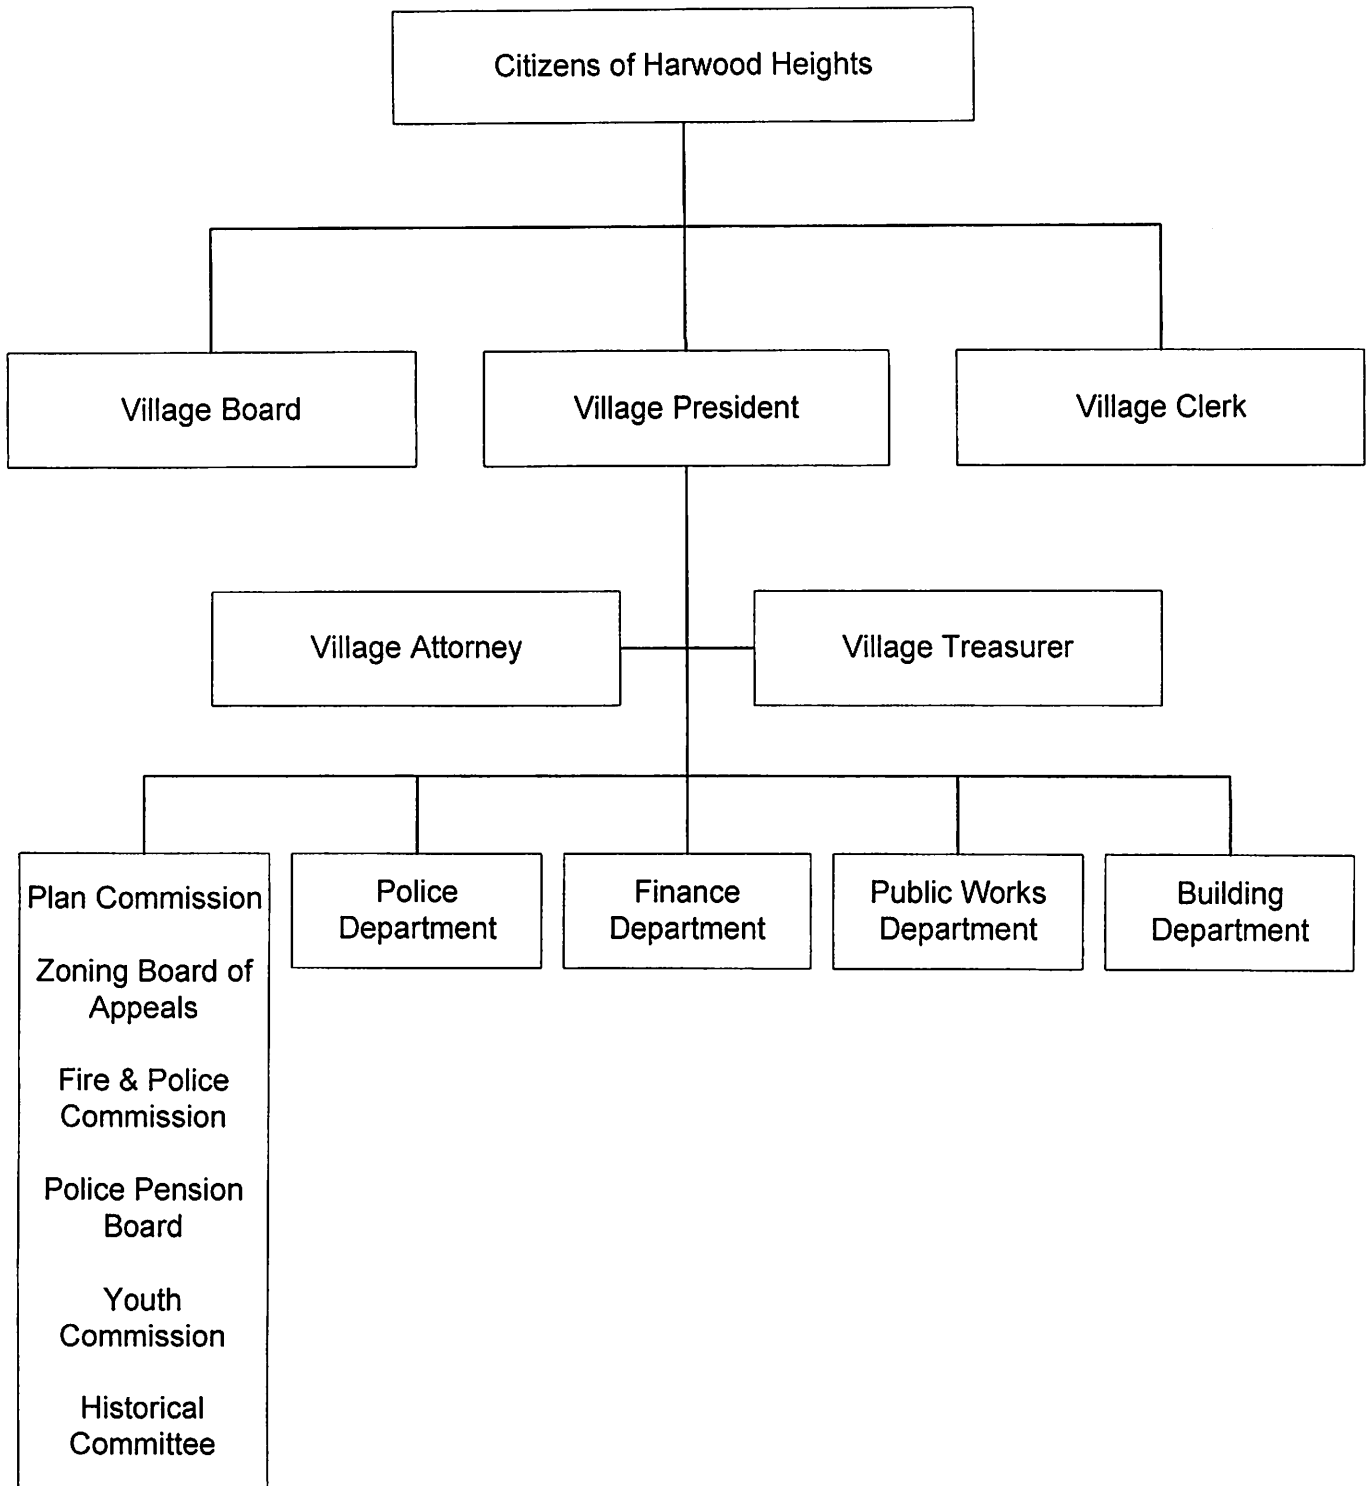 Citizens of Harwood Heights
Village Board
Village President
Village Clerk
Village Attorney
Village Treasurer
Plan Commission
Zoning Board of
Appeals
Fire & Police
Commission
Police Pension
Board
Youth
Commission
Historical
Committee
Police
Department
Finance
Department
Public Works
Department
Building
Department